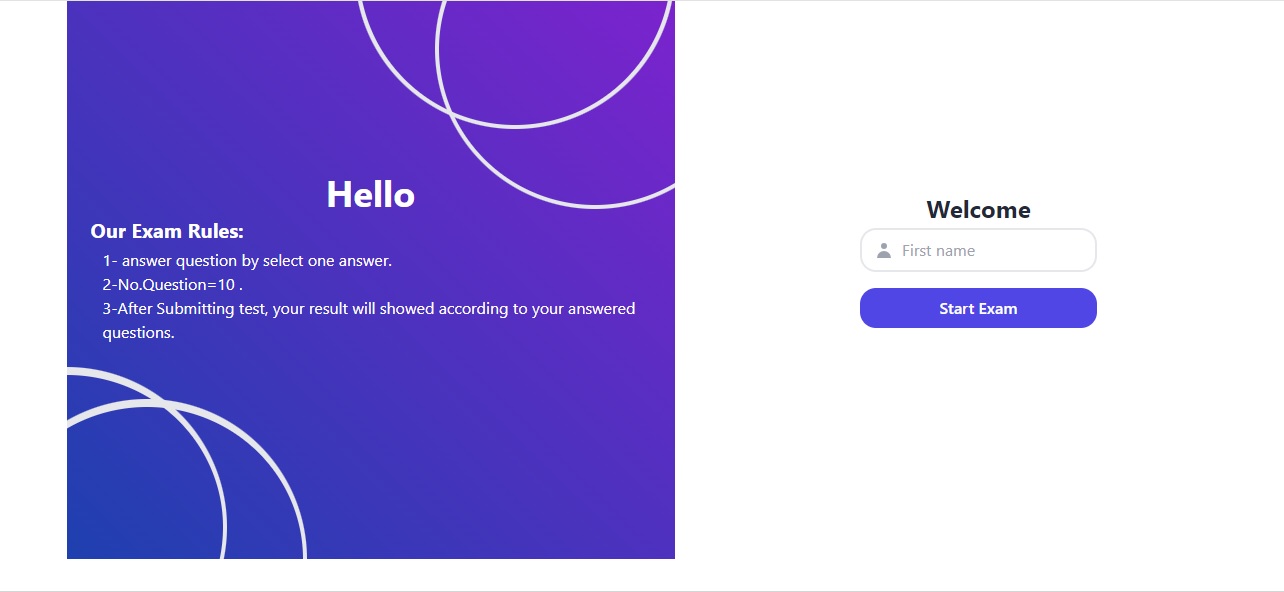 Hello
Our Exam Rules:
1- answer question by select one answer.
2-No.Question=10 .
3-After Submitting test, your result will showed according to your answered
questions.
Welcome
First name
Start Exam